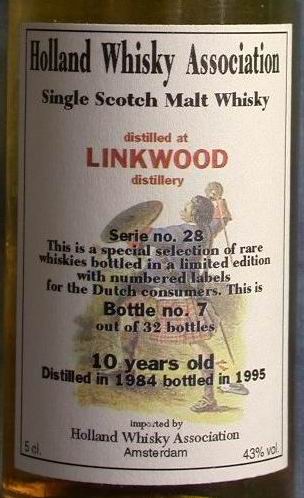 Holland Whisky Association
Single Scotch Malt Whisky
distilled at
LINKWOOD
distillery
Serie no. 28
This is a special selection of rare
whiskies bottled in a limited edition
with numbered labels
for the Dutch consumers. This is
Bottle no. 7
out of 32 bottles
10 years old
Distilled in 1984 bottled in 1995
Imported by
Holland Whisky Association
5 cl. Amsterdam 43% vol.